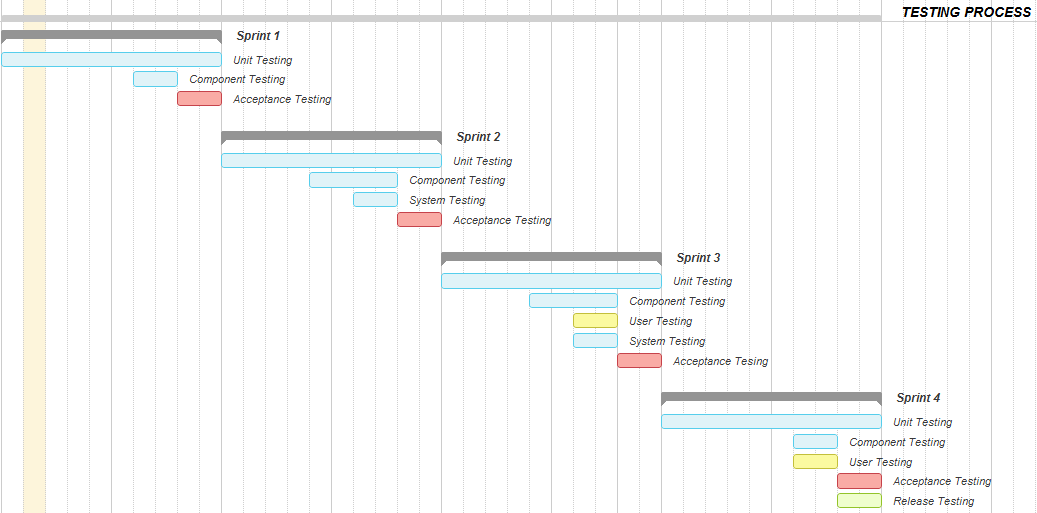 TESTING PROCESS
Sprint 1
Unit Testing
Component Testing
Acceptance Testing
Sprint 2
Unit Testing
Component Testing
System Testing
Acceptance Testing
Sprint 3
Unit Testing
Component Testing
User Testing
System Testing
Acceptance Tesing
Sprint 4
Unit Testing
Component Testing
User Testing
Acceptance Testing
Release Testing